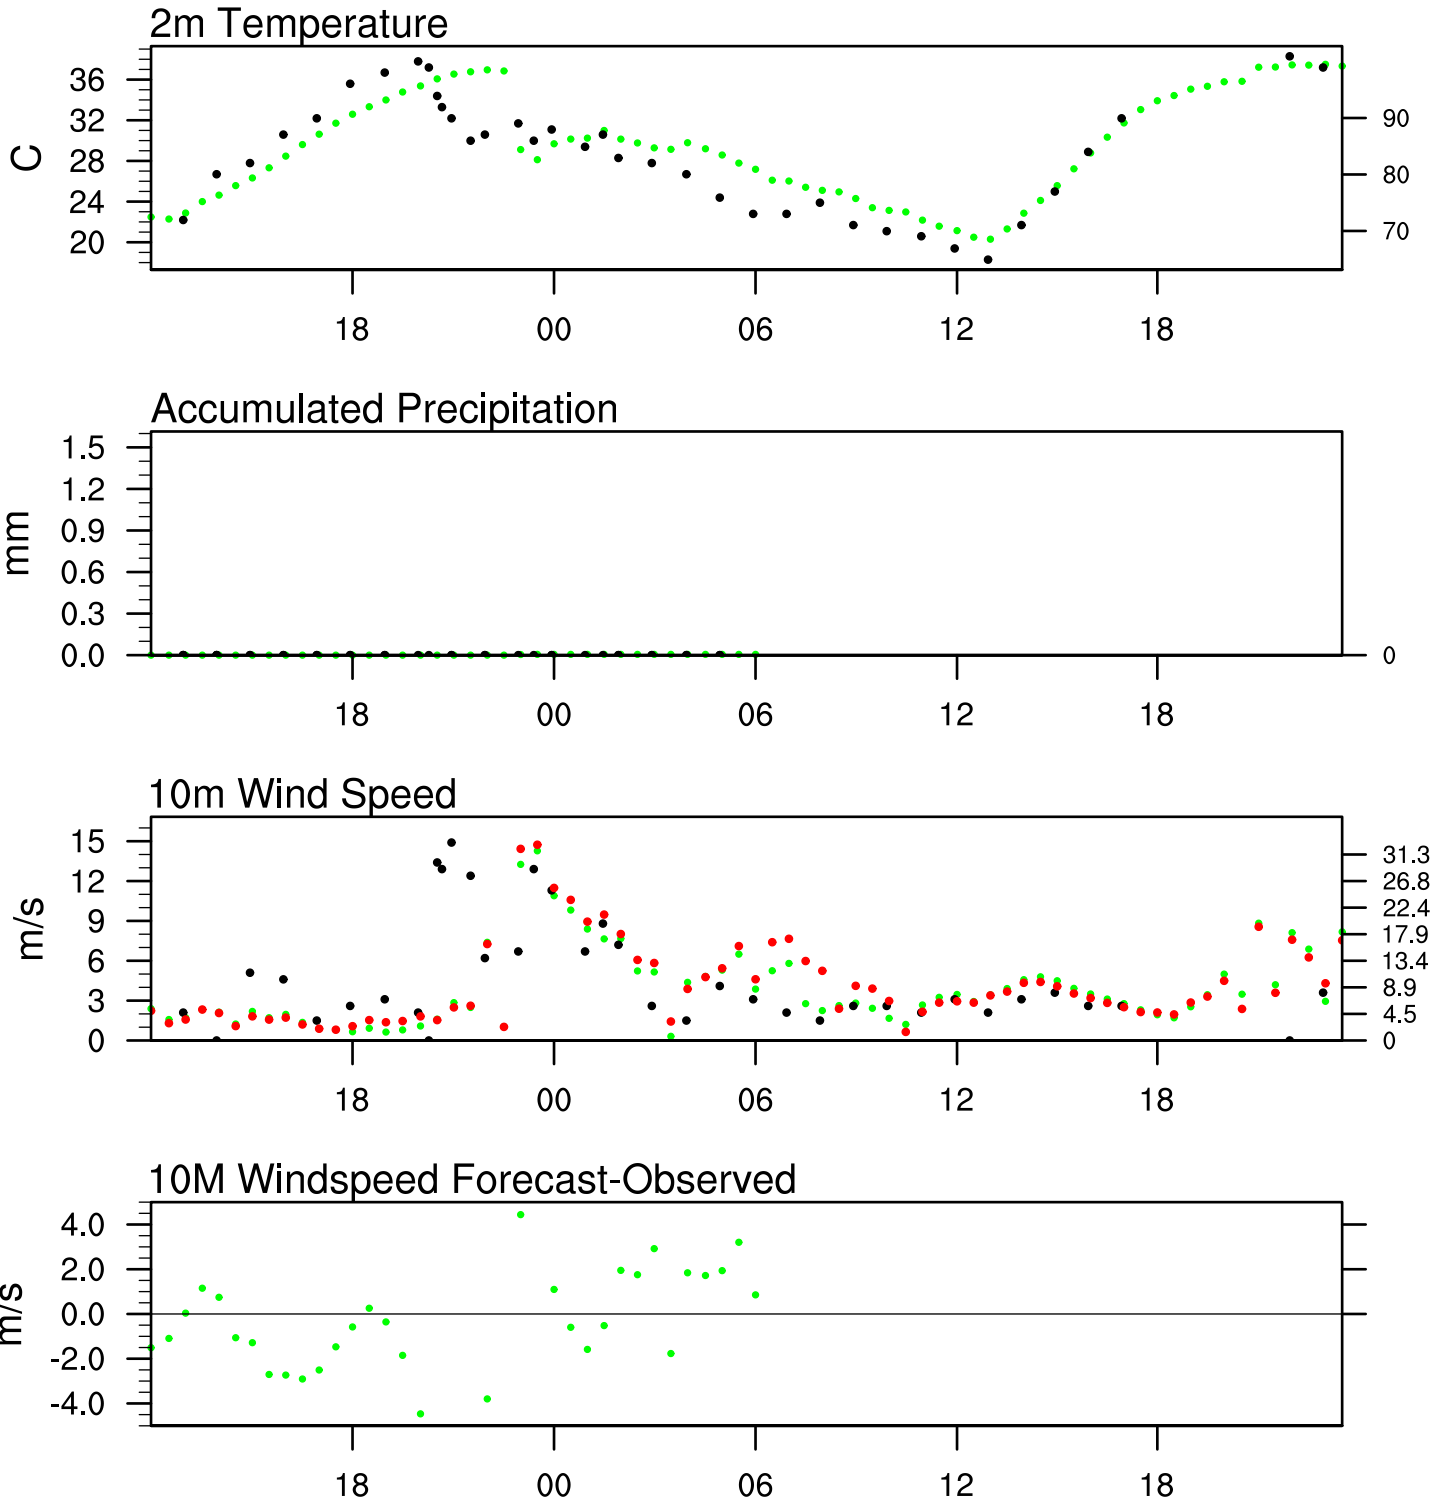 2m Temperature
C
36
32
28
24
20
90
80
70
18 00 06 12 18
Accumulated Precipitation
mm
1.5
1.2
0.9
0.6
0.3
0.0
0
18 00 06 12 18
10m Wind Speed
m/s
15
12
9
6
3
0
31.3
26.8
22.4
17.9
13.4
8.9
4.5
0
18 00 06 12 18
10M Windspeed Forecast-Observed
m/s
4.0
2.0
0.0
-2.0
-4.0
18 00 06 12 18